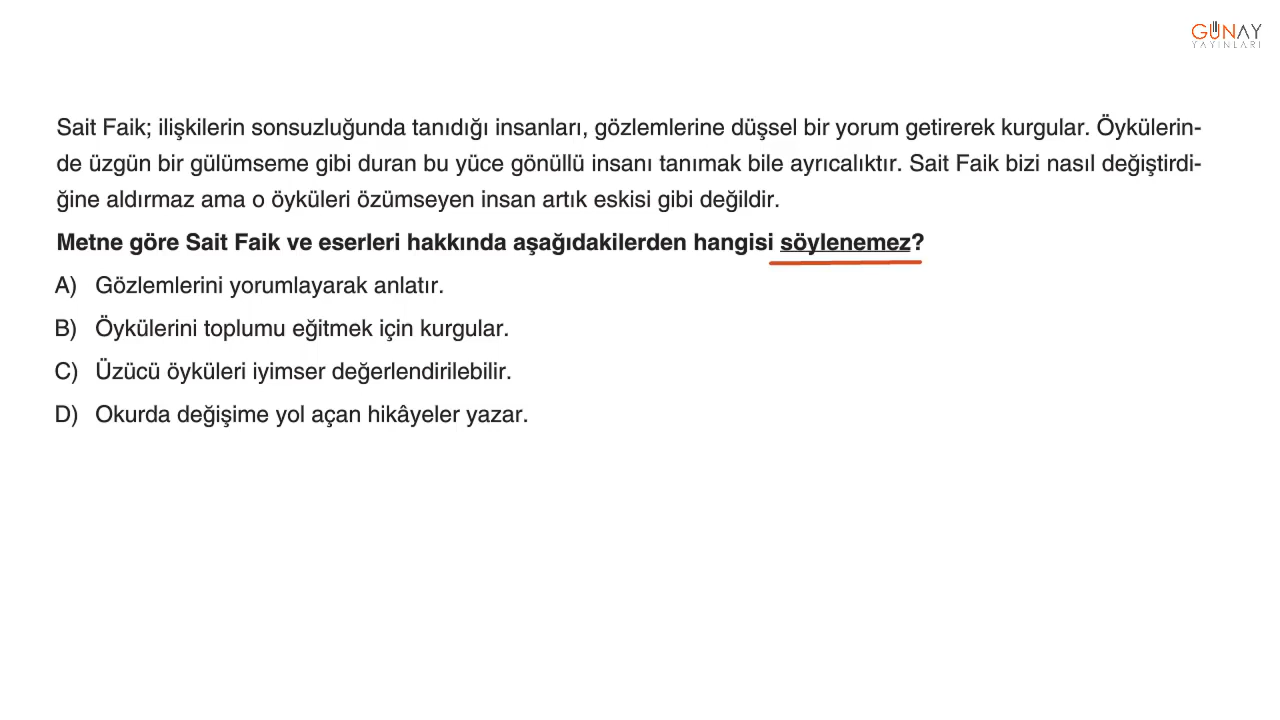 GÜNAY
YAYINLARI
Sait Faik; ilişkilerin sonsuzluğunda tanıdığı insanları, gözlemlerine düşsel bir yorum getirerek kurgular. Öykülerin-
de üzgün bir gülümseme gibi duran bu yüce gönüllü insanı tanımak bile ayrıcalıktır. Sait Faik bizi nasıl değiştirdi-
ğine aldırmaz ama o öyküleri özümseyen insan artık eskisi gibi değildir.
Metne göre Sait Faik ve eserleri hakkında aşağıdakilerden hangisi söylenemez?
A) Gözlemlerini yorumlayarak anlatır.
B) Öykülerini toplumu eğitmek için kurgular.
C) Üzücü öyküleri iyimser değerlendirilebilir.
D) Okurda değişime yol açan hikâyeler yazar.